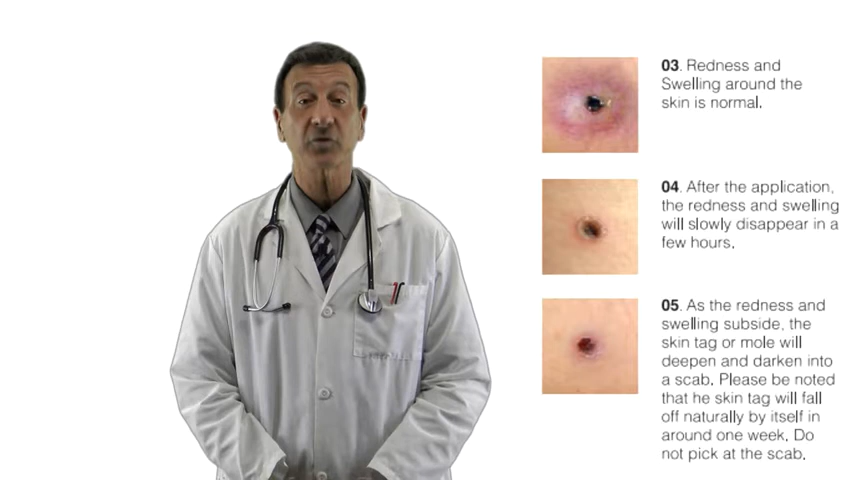 03. Redness and
Swelling around the
skin is normal.
04. After the application,
the redness and swelling
will slowly disappear in a
few hours.
05. As the redness and
swelling subside, the
skin tag or mole will
deepen and darken into
a scab. Please be noted
that he skin tag will fall
off naturally by itself in
around one week. Do
not pick at the scab.